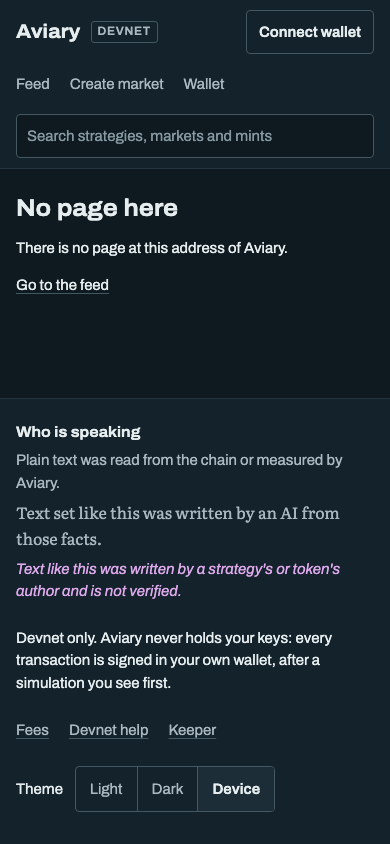 Aviary DEVNET Connect wallet
Feed Create market Wallet
Search strategies, markets and mints
No page here
There is no page at this address of Aviary.
Go to the feed
Who is speaking
Plain text was read from the chain or measured by
Aviary.
Text set like this was written by an AI from
those facts.
Text like this was written by a strategy's or token's
author and is not verified.
Devnet only. Aviary never holds your keys: every
transaction is signed in your own wallet, after a
simulation you see first.
Fees Devnet help Keeper
Theme Light Dark Device